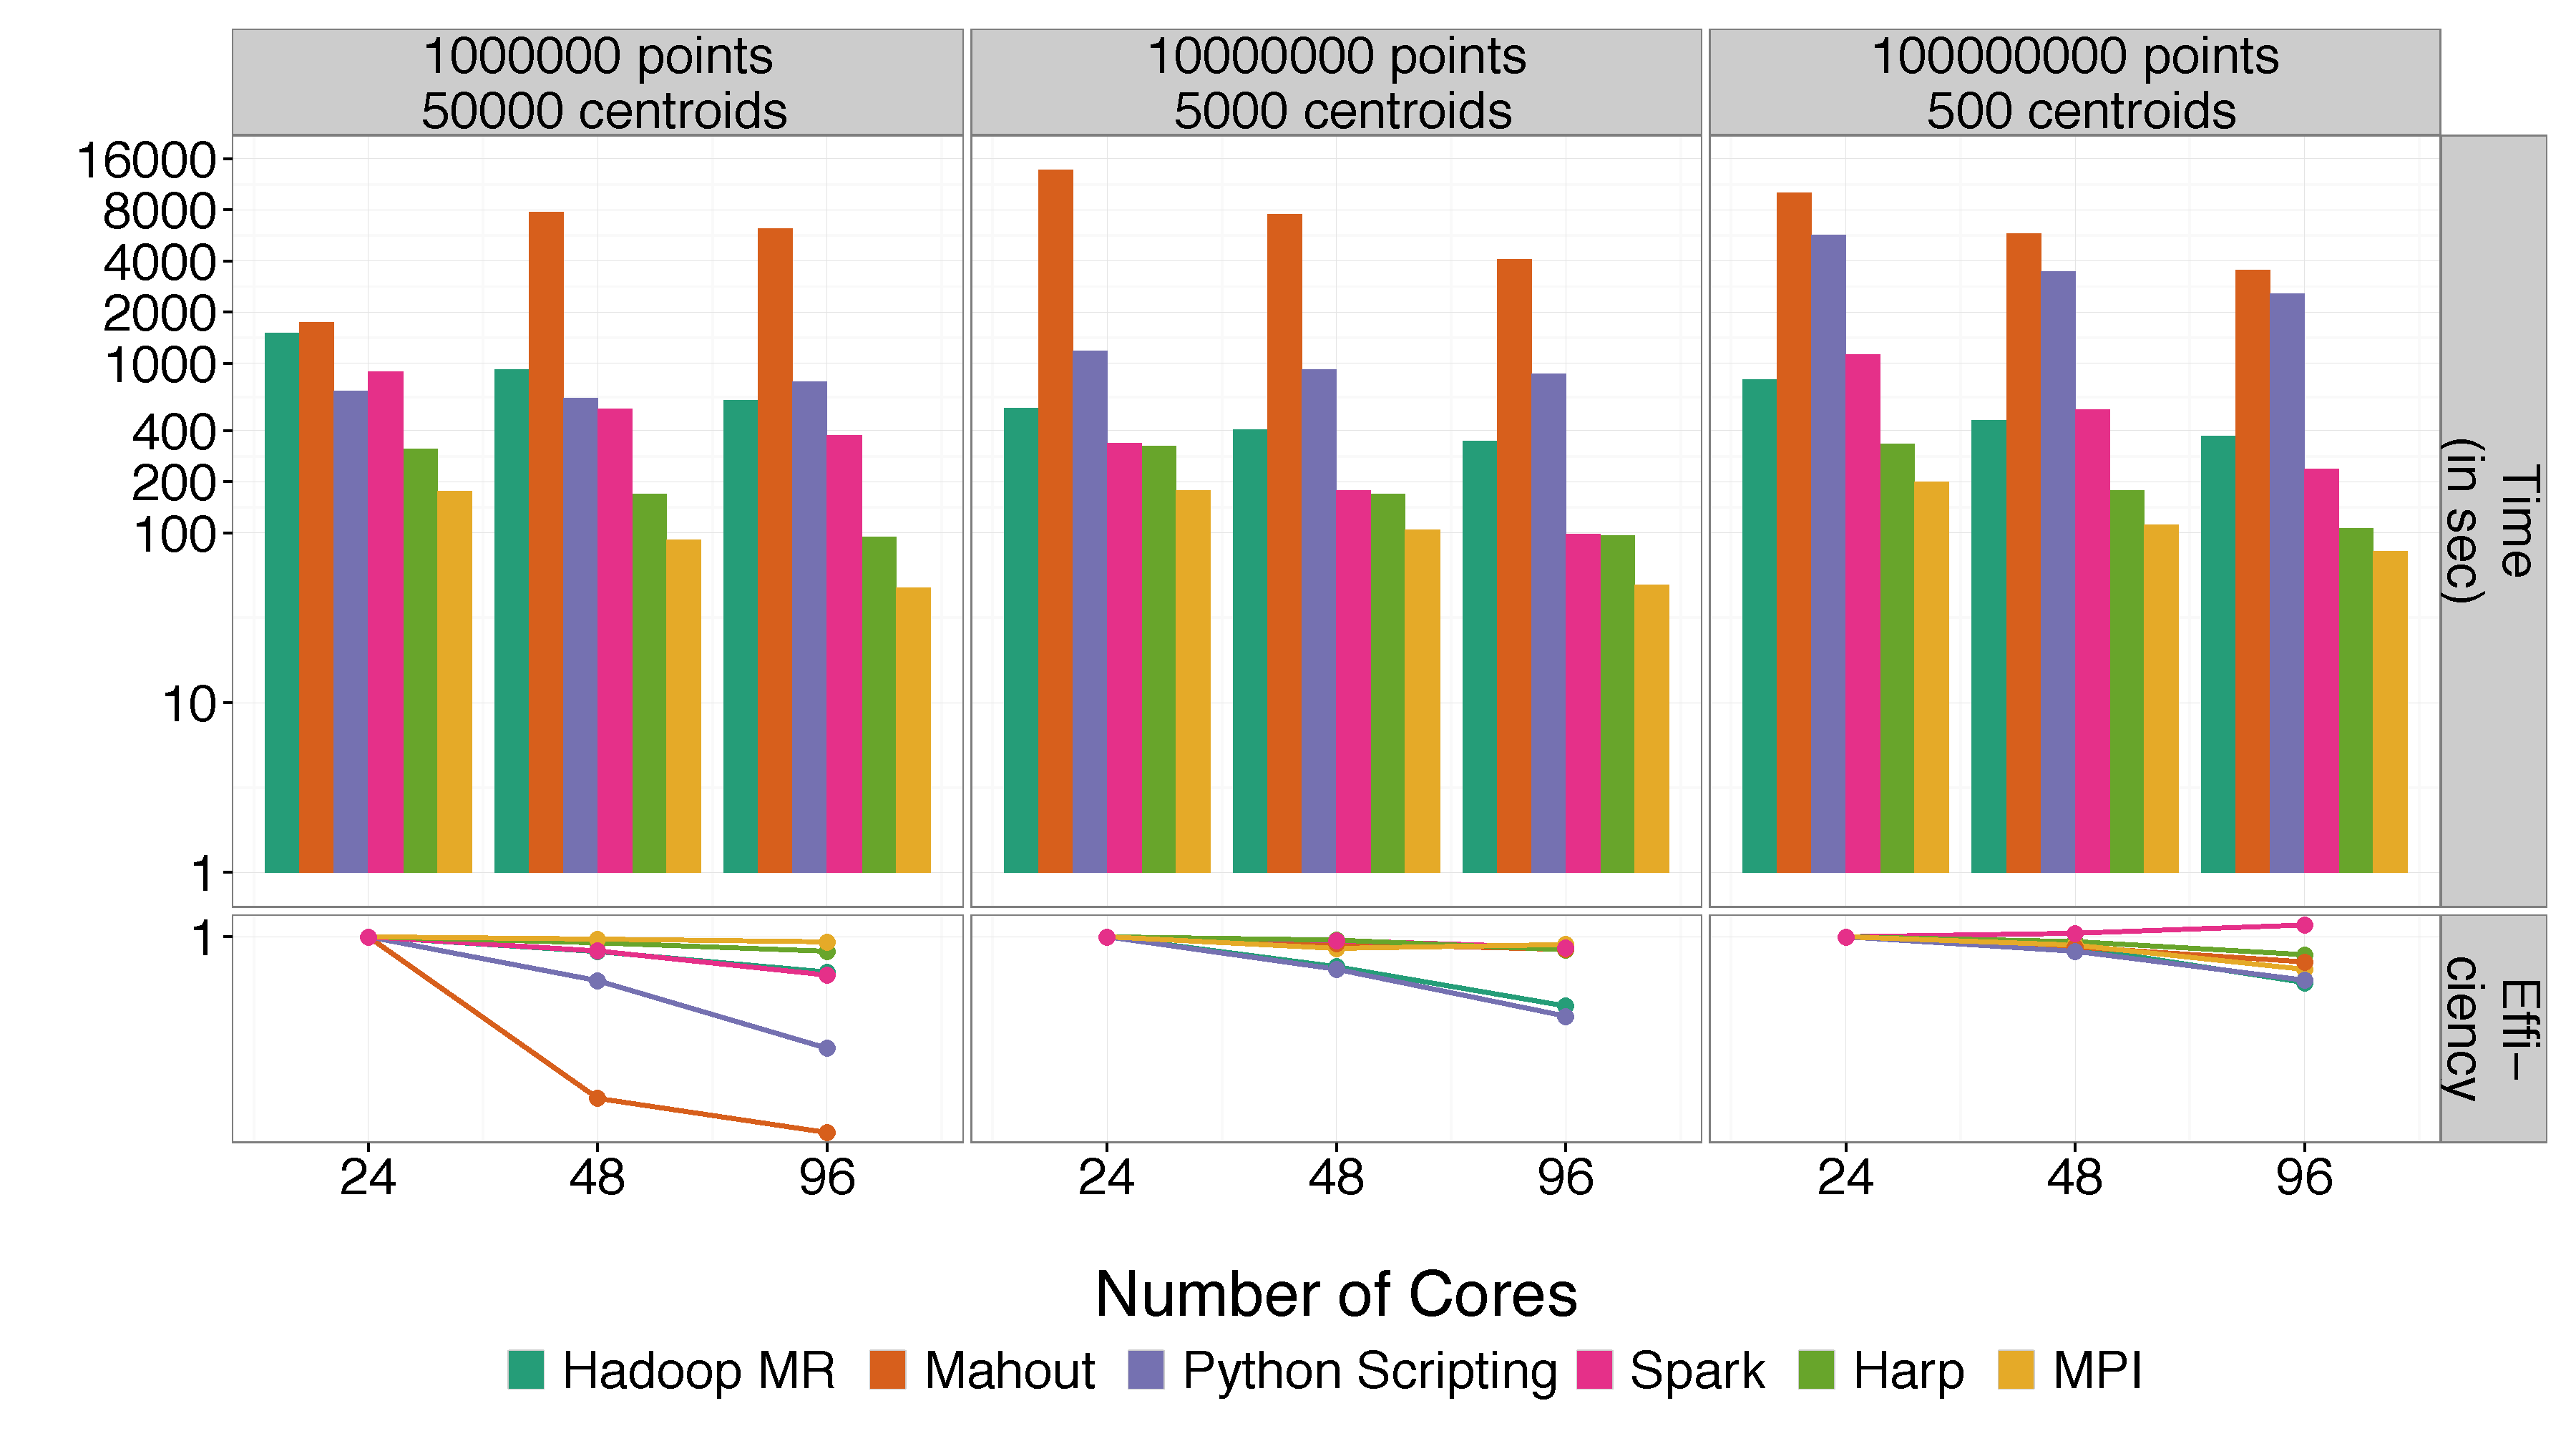 1000000 points
50000 centroids
10000000 points
5000 centroids
100000000 points
500 centroids
16000
8000
4000
2000
1000
400
200
100
10
1
Time
(in sec)
1
Effi–
ciency
24 48 96 24 48 96 24 48 96
Number of Cores
Hadoop MR Mahout Python Scripting Spark Harp MPI